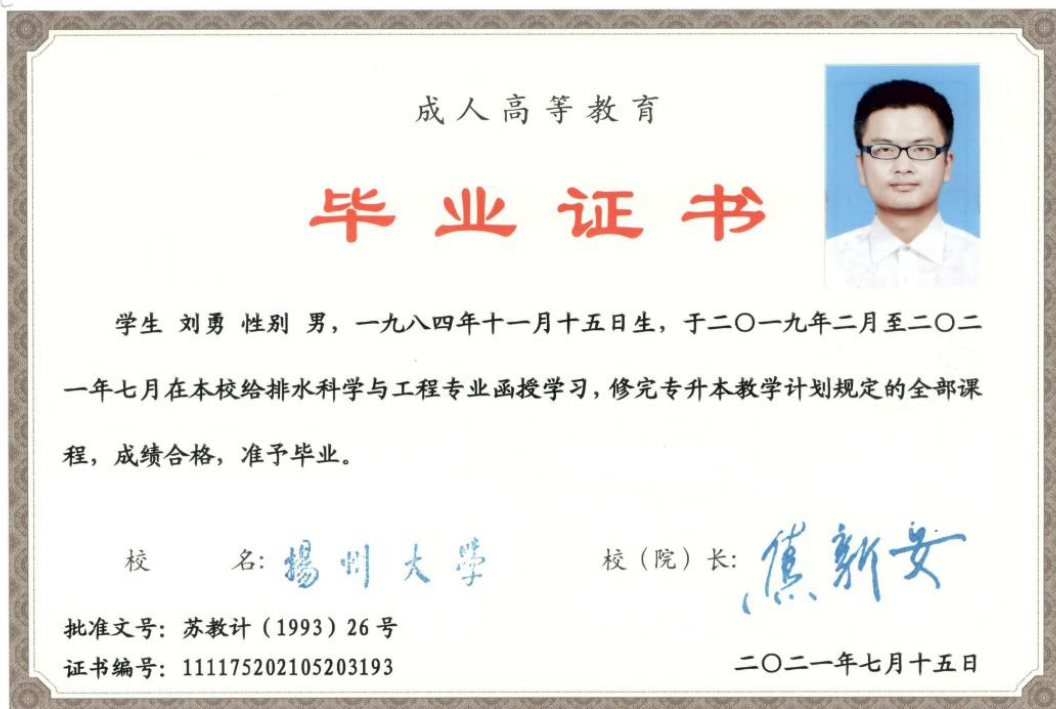 成人高等教育
毕业证书
学生 刘勇 性别 男，一九八四年十一月十五日生，于二〇一九年二月至二〇二
一年七月在本校给排水科学与工程专业函授学习，修完专升本教学计划规定的全部课
程，成绩合格，准予毕业。
校 名：揚州大學 校（院）长：焦新安
批准文号：苏教计（1993）26号
证书编号：111175202105203193 二〇二一年七月十五日